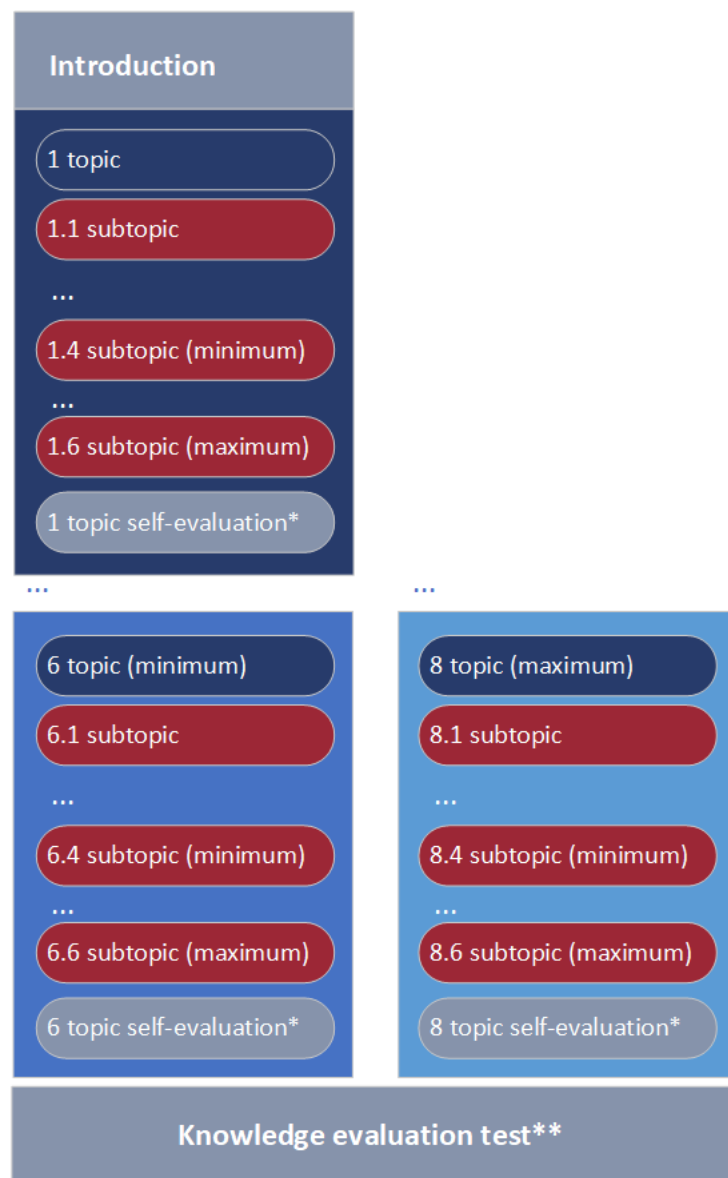 Introduction
1 topic
1.1 subtopic
...
1.4 subtopic (minimum)
...
1.6 subtopic (maximum)
1 topic self-evaluation*
...
6 topic (minimum)
6.1 subtopic
...
6.4 subtopic (minimum)
...
6.6 subtopic (maximum)
6 topic self-evaluation*
...
8 topic (maximum)
8.1 subtopic
...
8.4 subtopic (minimum)
...
8.6 subtopic (maximum)
8 topic self-evaluation*
Knowledge evaluation test**